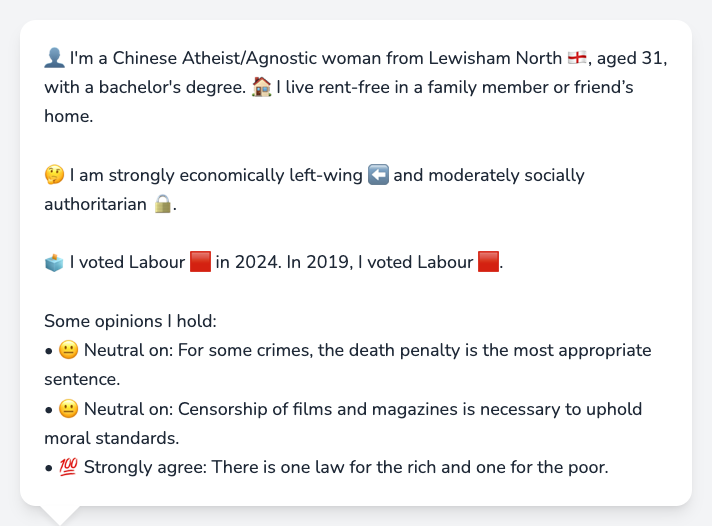 👤 I'm a Chinese Atheist/Agnostic woman from Lewisham North 🏴󠁧󠁢󠁥󠁮󠁧󠁿, aged 31,
with a bachelor's degree. 🏠 I live rent-free in a family member or friend’s
home.
🤔 I am strongly economically left-wing ⬅️ and moderately socially
authoritarian 🔒.
🗳️ I voted Labour 🟥 in 2024. In 2019, I voted Labour 🟥.
Some opinions I hold:
• 😐 Neutral on: For some crimes, the death penalty is the most appropriate
sentence.
• 😐 Neutral on: Censorship of films and magazines is necessary to uphold
moral standards.
• 💯 Strongly agree: There is one law for the rich and one for the poor.